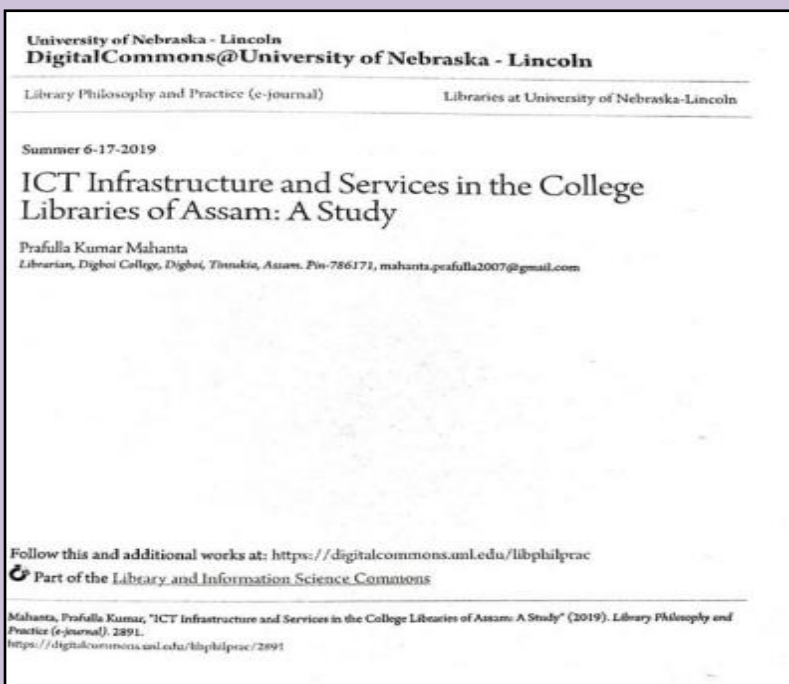 University of Nebraska - Lincoln
DigitalCommons@University of Nebraska - Lincoln
Library Philosophy and Practice (e-journal) Libraries at University of Nebraska-Lincoln
Summer 6-17-2019
ICT Infrastructure and Services in the College
Libraries of Assam: A Study
Prafulla Kumar Mahanta
Librarian, Digboi College, Digboi, Tinsukia, Assam. Pin-786171, mahanta.prafulla2007@gmail.com
Follow this and additional works at: https://digitalcommons.unl.edu/libphilprac
Part of the Library and Information Science Commons
Mahanta, Prafulla Kumar, "ICT Infrastructure and Services in the College Libraries of Assam: A Study" (2019). Library Philosophy and
Practice (e-journal). 2891.
https://digitalcommons.unl.edu/libphilprac/2891